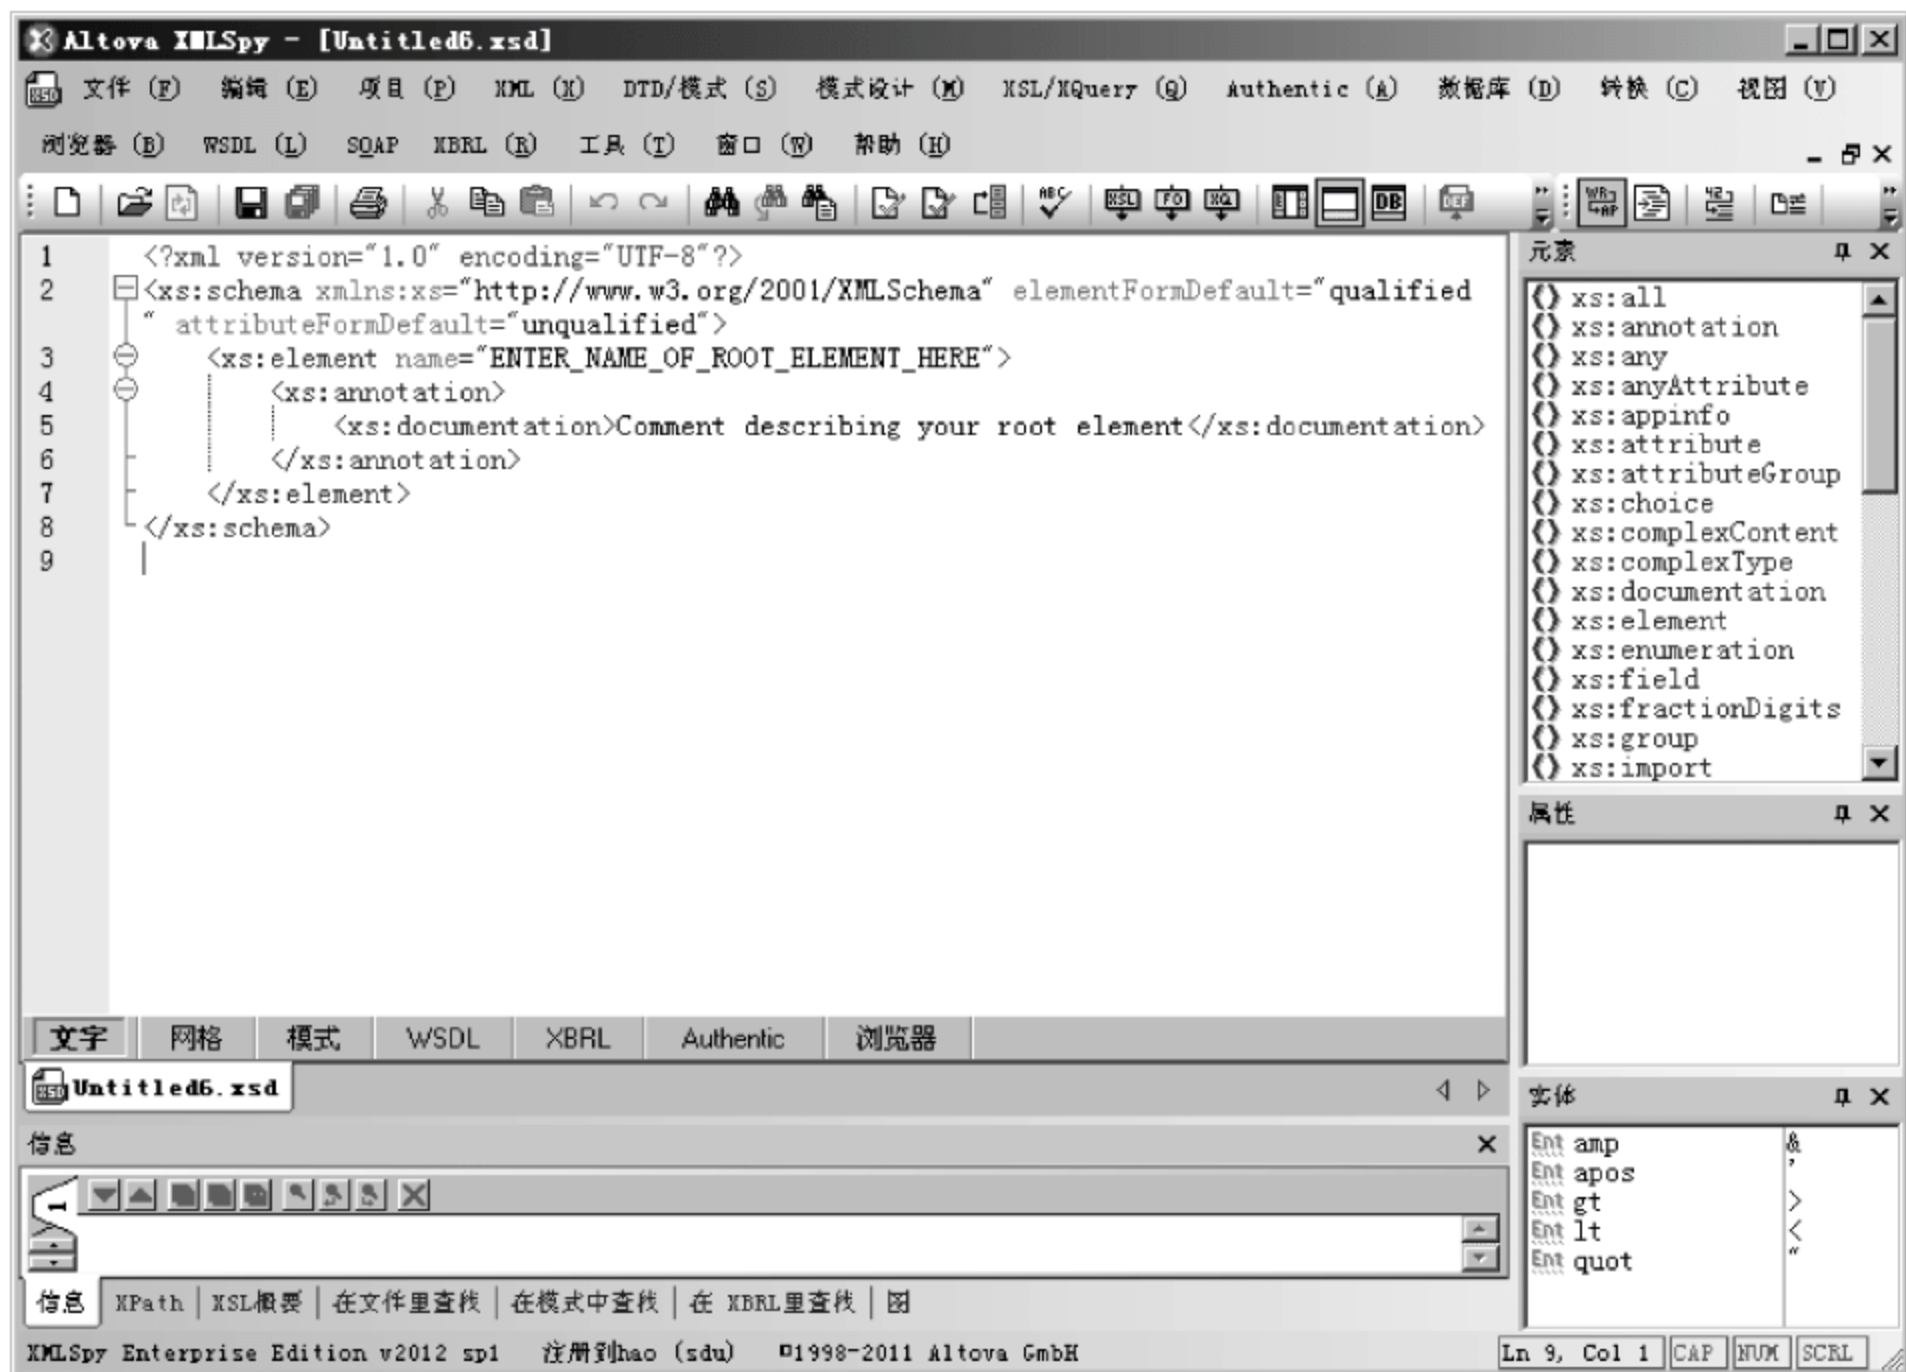 Altova XMLSpy - [Untitled6.xsd]
文件 (F) 编辑 (E) 项目 (P) XML (X) DTD/模式 (S) 模式设计 (M) XSL/XQuery (Q) Authentic (A) 数据库 (D) 转换 (C) 视图 (V)
浏览器 (B) WSDL (L) SOAP XBRL (R) 工具 (T) 窗口 (W) 帮助 (H)
ABC XSL FO XQ DB DEF
1 <?xml version="1.0" encoding="UTF-8"?>
2 <xs:schema xmlns:xs="http://www.w3.org/2001/XMLSchema" elementFormDefault="qualified
" attributeFormDefault="unqualified">
3 <xs:element name="ENTER_NAME_OF_ROOT_ELEMENT_HERE">
4 <xs:annotation>
5 <xs:documentation>Comment describing your root element</xs:documentation>
6 </xs:annotation>
7 </xs:element>
8 </xs:schema>
9
文字 网格 模式 WSDL XBRL Authentic 浏览器
Untitled6.xsd
元素
xs:all
xs:annotation
xs:any
xs:anyAttribute
xs:appinfo
xs:attribute
xs:attributeGroup
xs:choice
xs:complexContent
xs:complexType
xs:documentation
xs:element
xs:enumeration
xs:field
xs:fractionDigits
xs:group
xs:import
属性
实体
Ent amp &
Ent apos '
Ent gt >
Ent lt <
Ent quot "
信息
1
信息 XPath XSL概要 在文件里查找 在模式中查找 在 XBRL里查找 图
XMLSpy Enterprise Edition v2012 sp1 注册到hao (sdu) ©1998-2011 Altova GmbH
Ln 9, Col 1 CAP NUM SCRL